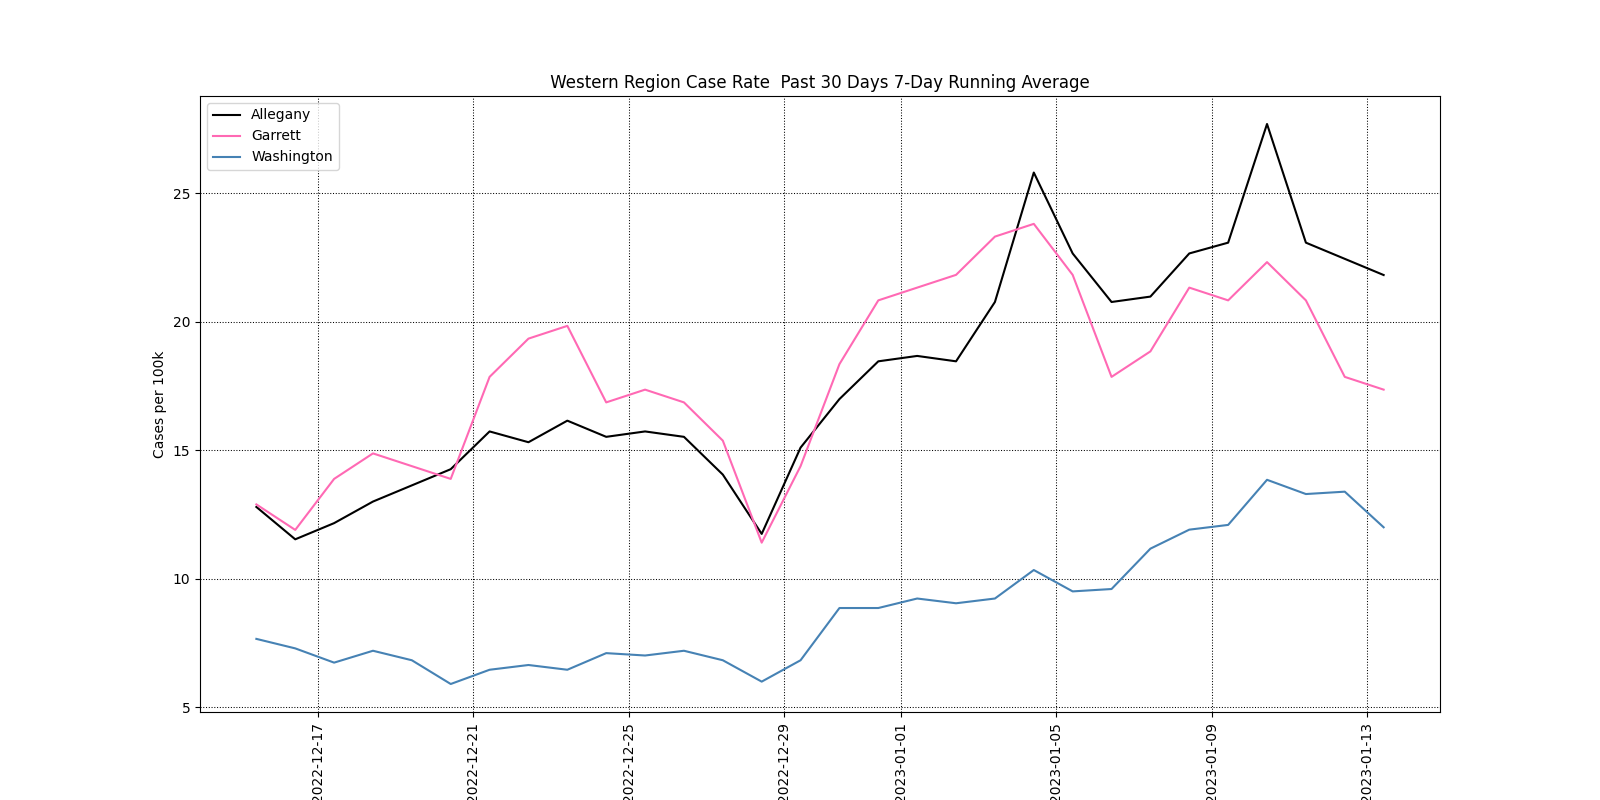 Western Region Case Rate  Past 30 Days 7-Day Running Average
Allegany
Garrett
Washington
Cases per 100k
25
20
15
10
5
2022-12-17
2022-12-21
2022-12-25
2022-12-29
2023-01-01
2023-01-05
2023-01-09
2023-01-13